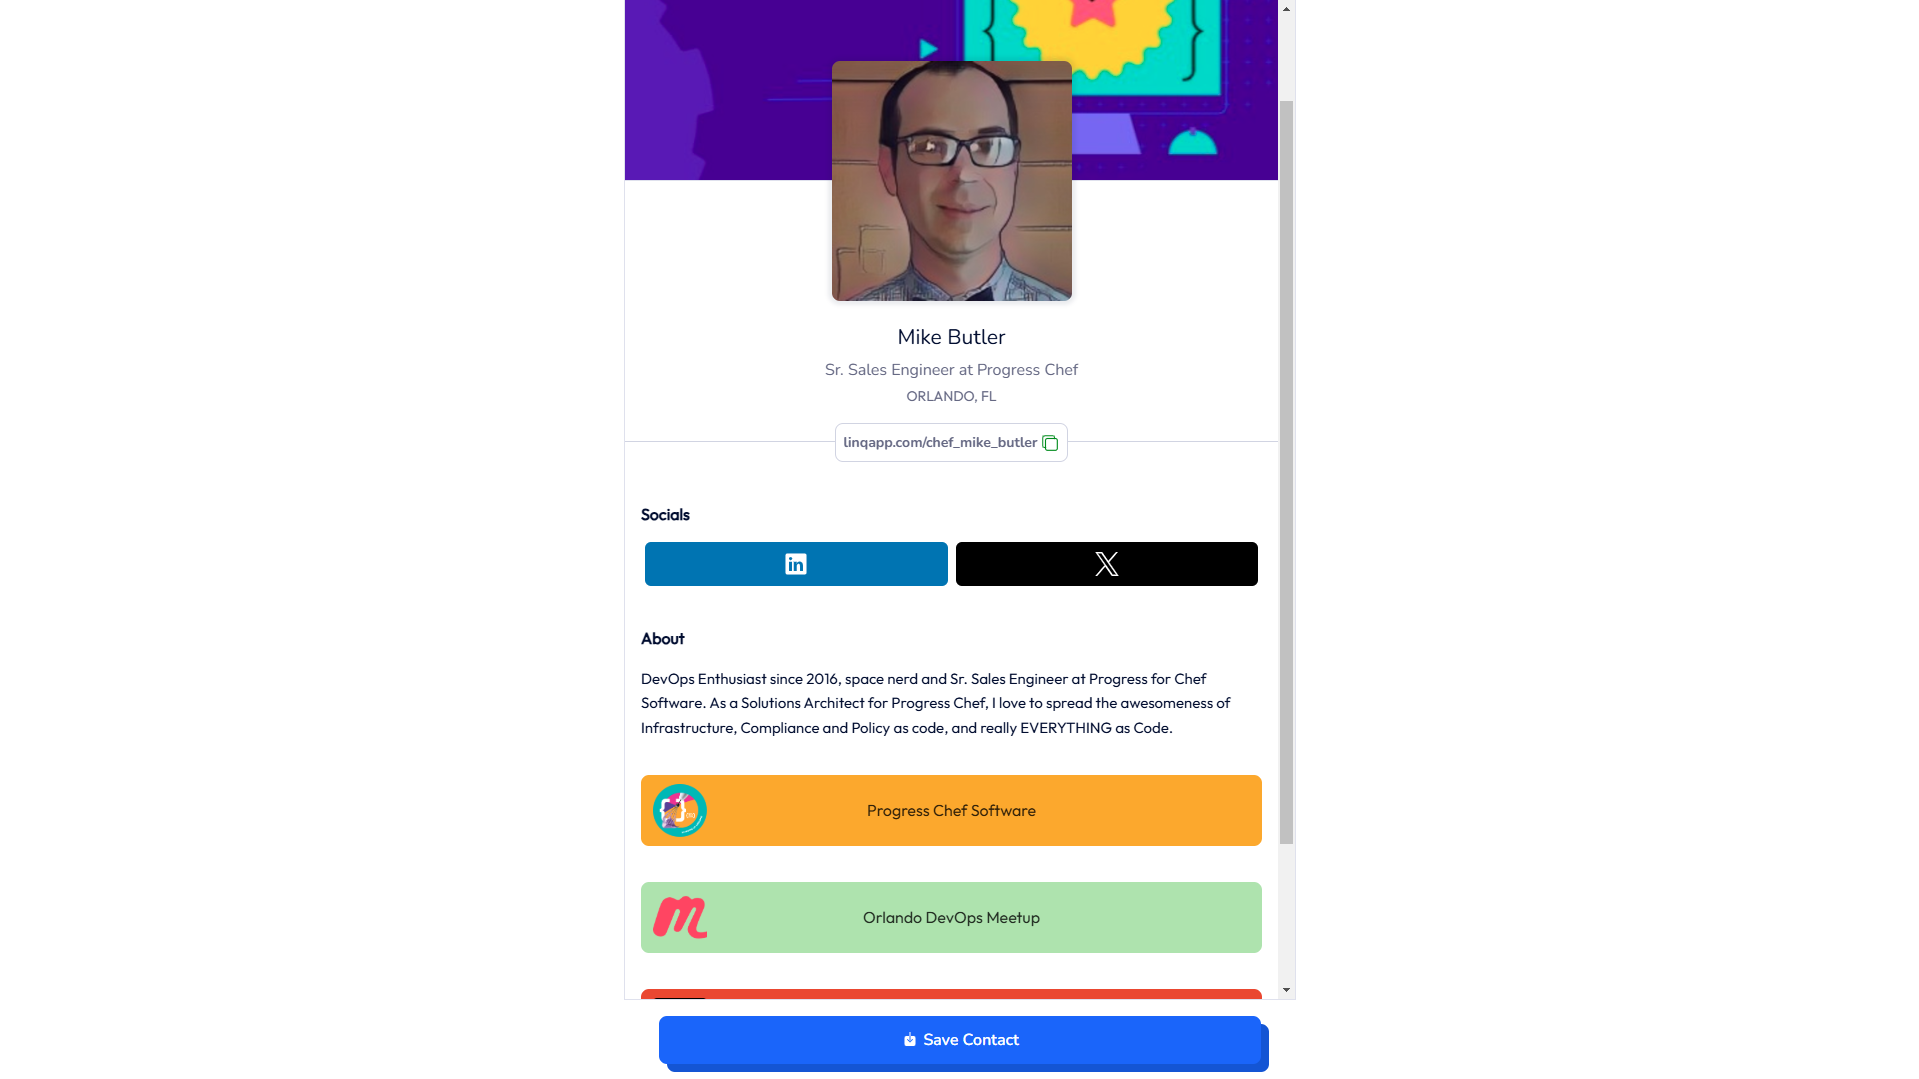 Mike Butler
Sr. Sales Engineer at Progress Chef
ORLANDO, FL
linqapp.com/chef_mike_butler
Socials
About
DevOps Enthusiast since 2016, space nerd and Sr. Sales Engineer at Progress for Chef
Software. As a Solutions Architect for Progress Chef, I love to spread the awesomeness of
Infrastructure, Compliance and Policy as code, and really EVERYTHING as Code.
Progress Chef Software
Orlando DevOps Meetup
Save Contact